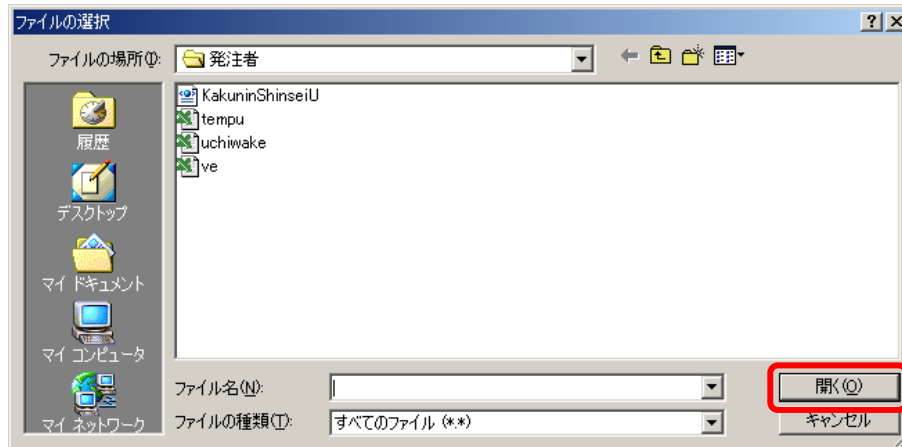 ファイルの選択
ファイルの場所(I):
発注者
KakuninShinseiU
tempu
uchiwake
ve
履歴
デスクトップ
マイ ドキュメント
マイ コンピュータ
マイ ネットワーク
ファイル名(N):
開く(O)
ファイルの種類(T):
すべてのファイル (*.*)
キャンセル